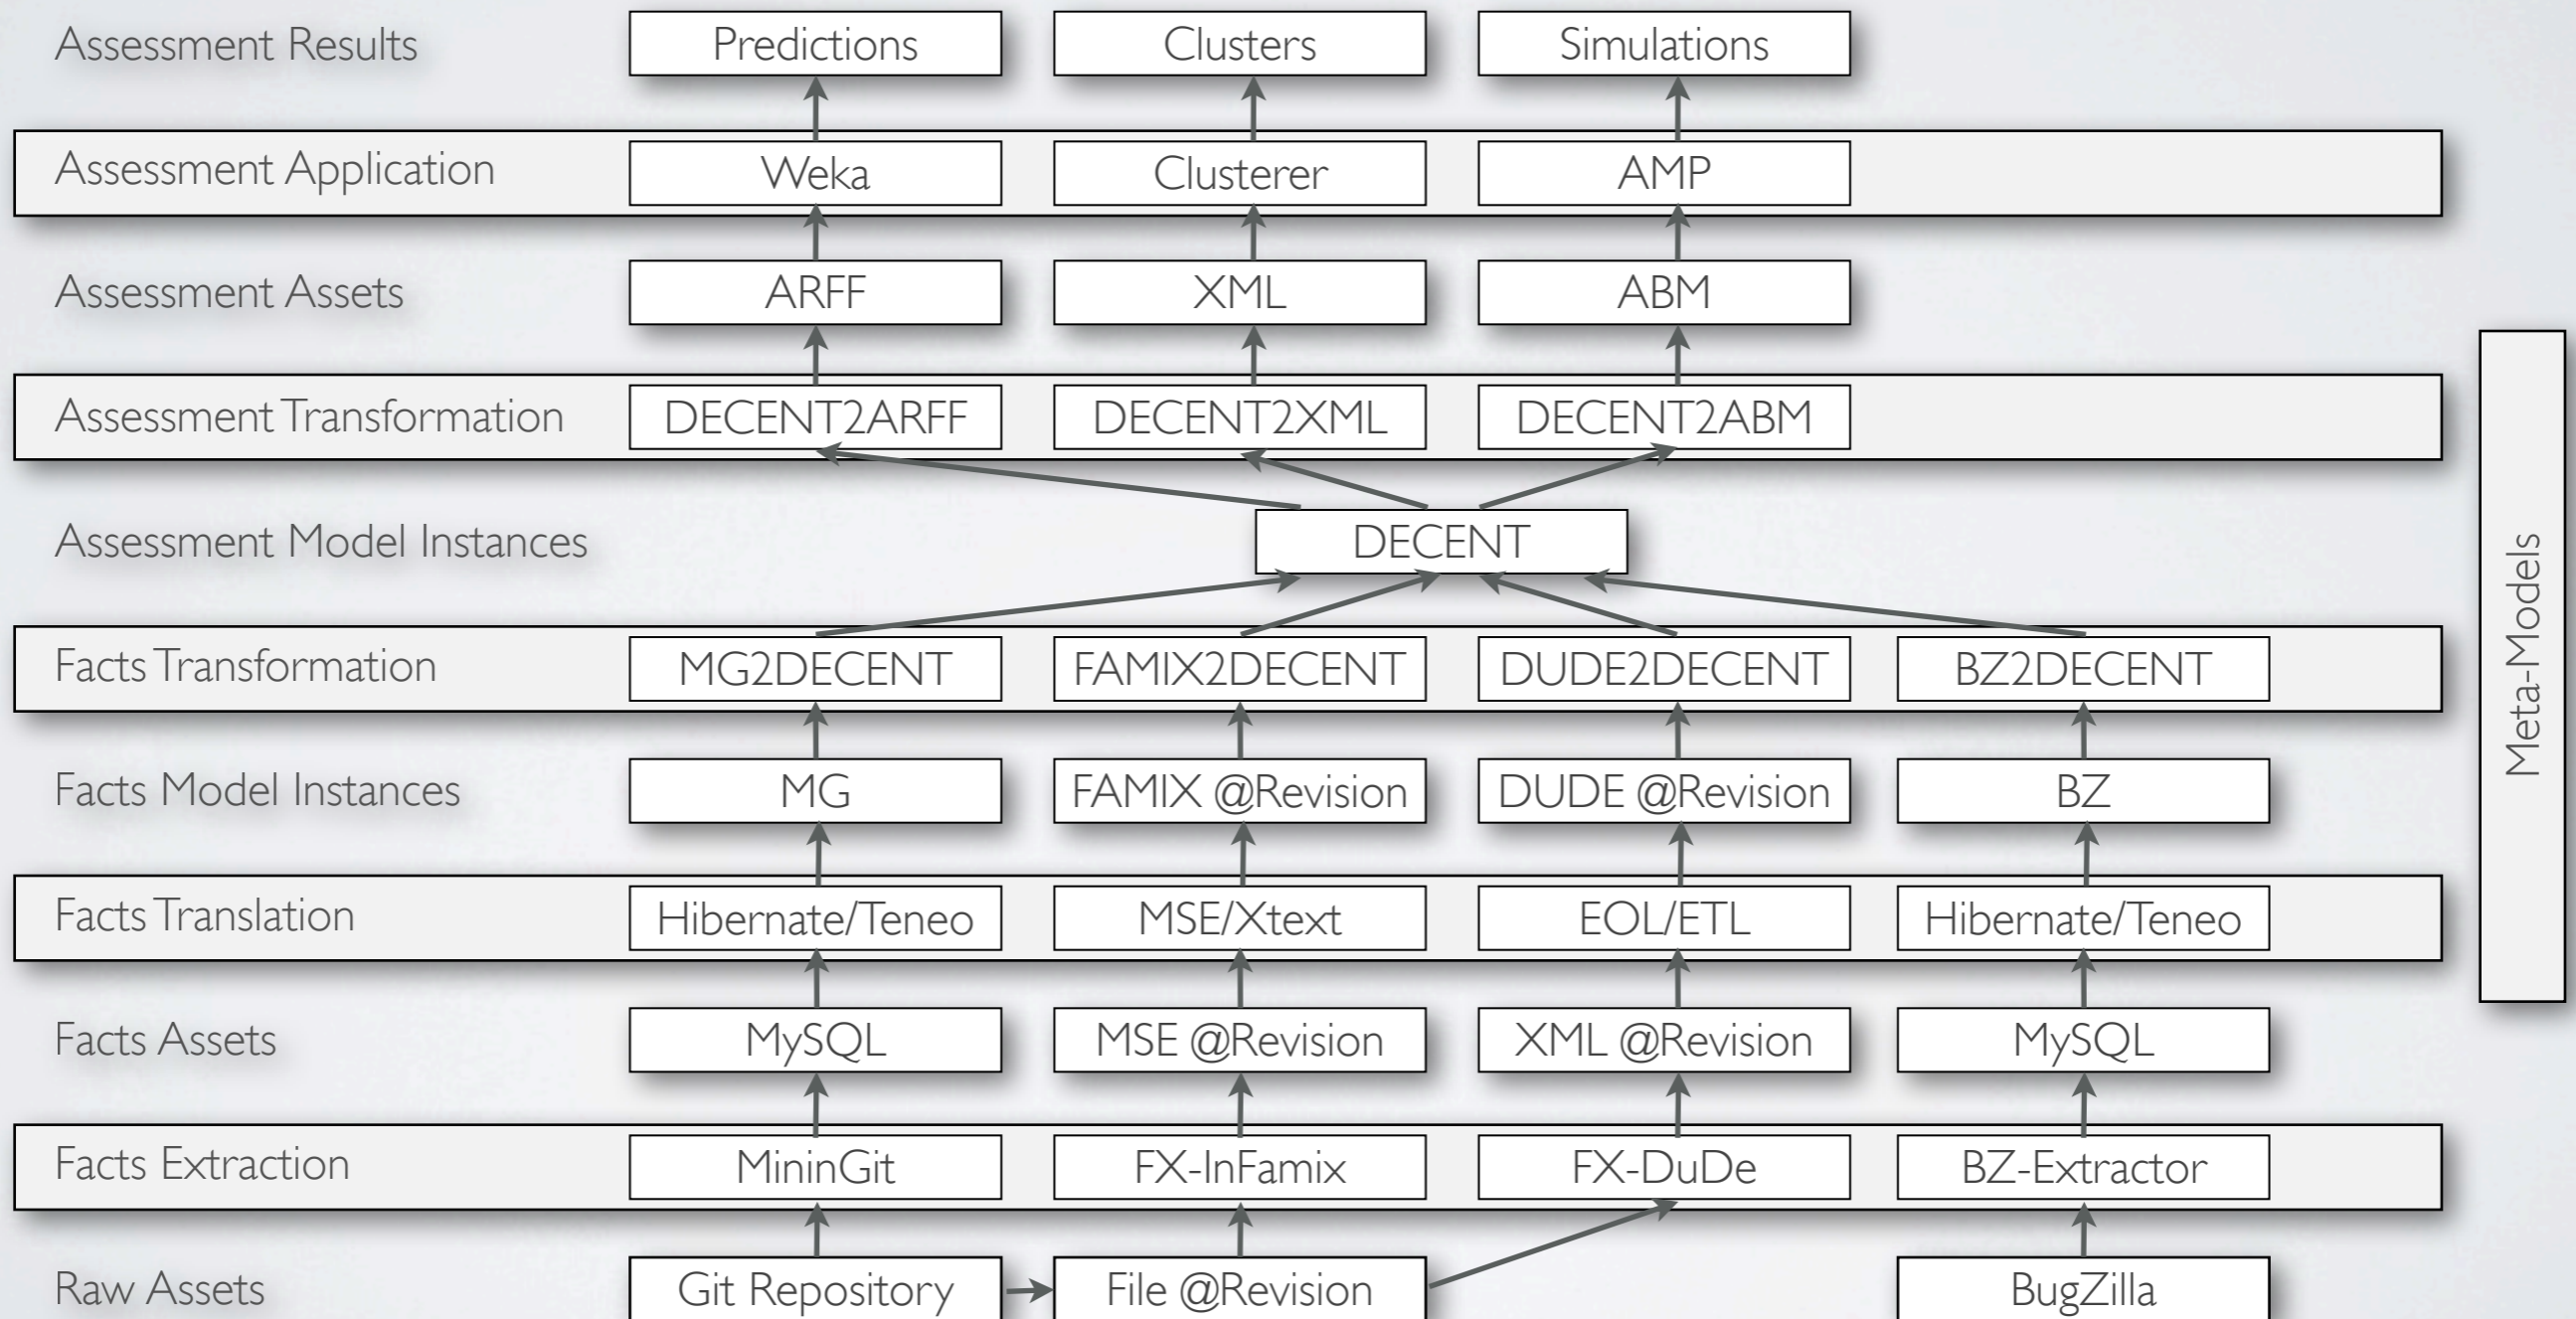 Assessment Results Predictions Clusters Simulations
Assessment Application Weka Clusterer AMP
Assessment Assets ARFF XML ABM
Assessment Transformation DECENT2ARFF DECENT2XML DECENT2ABM
Assessment Model Instances DECENT
Facts Transformation MG2DECENT FAMIX2DECENT DUDE2DECENT BZ2DECENT
Facts Model Instances MG FAMIX @Revision DUDE @Revision BZ
Facts Translation Hibernate/Teneo MSE/Xtext EOL/ETL Hibernate/Teneo
Facts Assets MySQL MSE @Revision XML @Revision MySQL
Facts Extraction MininGit FX-InFamix FX-DuDe BZ-Extractor
Raw Assets Git Repository File @Revision BugZilla
Meta-Models